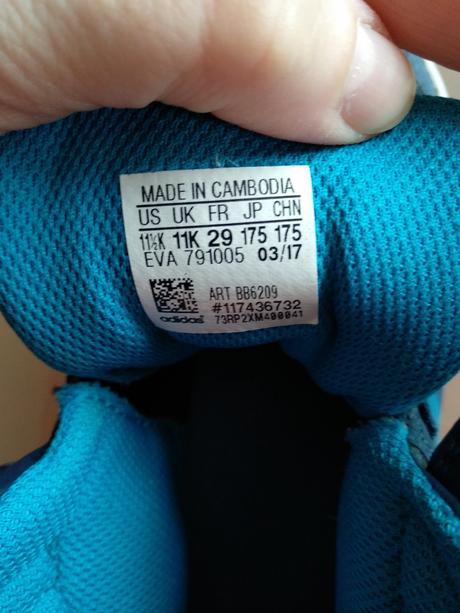 MADE IN CAMBODIA
US UK FR JP CHN
11½K 11K 29 175 175
EVA 791005 03/17
ART BB6209
#117436732
adidas 73RP2XM400041